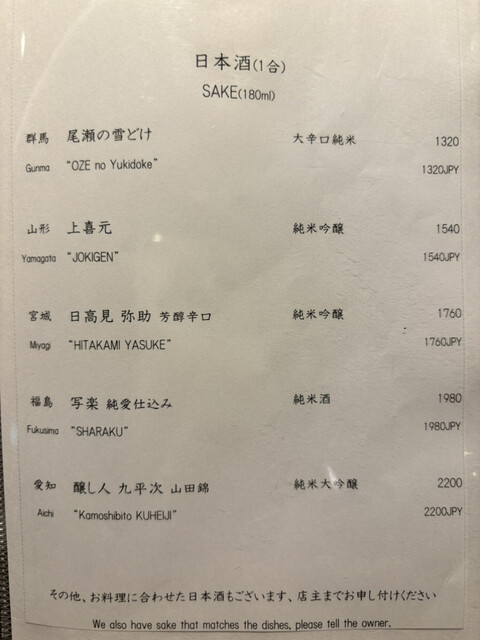 日本酒(1合)
SAKE(180ml)
群馬 尾瀬の雪どけ 大辛口純米 1320
Gunma "OZE no Yukidoke" 1320JPY
山形 上喜元 純米吟醸 1540
Yamagata "JOKIGEN" 1540JPY
宮城 日高見 弥助 芳醇辛口 純米吟醸 1760
Miyagi "HITAKAMI YASUKE" 1760JPY
福島 写楽 純愛仕込み 純米酒 1980
Fukusima "SHARAKU" 1980JPY
愛知 醸し人 九平次 山田錦 純米大吟醸 2200
Aichi "Kamoshibito KUHEIJI" 2200JPY
その他、お料理に合わせた日本酒もございます、店主までお申し付けください
We also have sake that matches the dishes, please tell the owner.